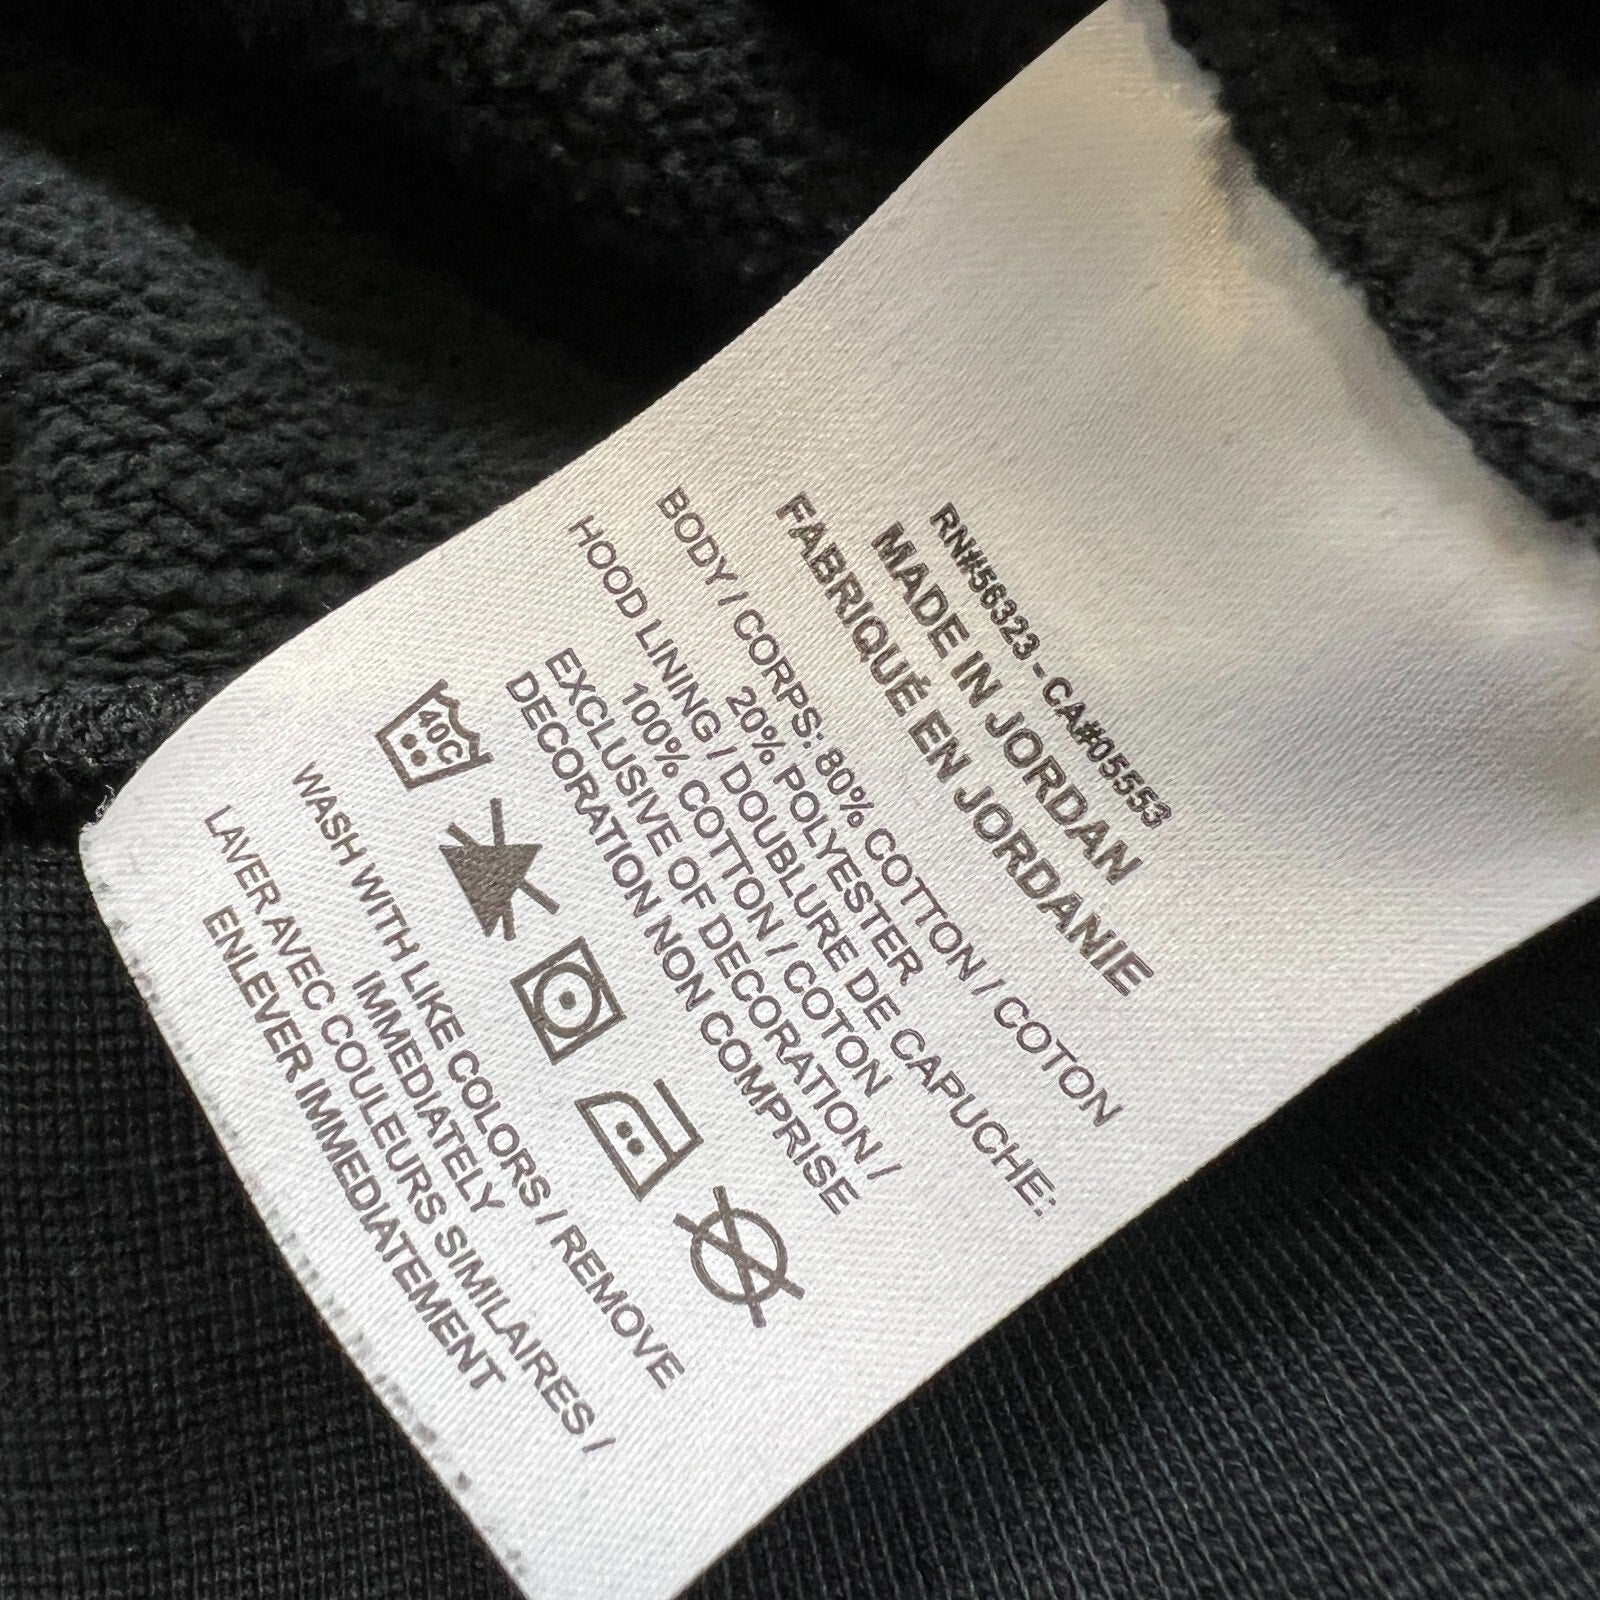 RN#56323 - CA#05553
MADE IN JORDAN
FABRIQUÉ EN JORDANIE
BODY / CORPS: 80% COTTON / COTON
20% POLYESTER
HOOD LINING / DOUBLURE DE CAPUCHE:
100% COTTON / COTON
EXCLUSIVE OF DECORATION /
DECORATION NON COMPRISE
40C
WASH WITH LIKE COLORS / REMOVE
IMMEDIATELY
LAVER AVEC COULEURS SIMILAIRES /
ENLEVER IMMEDIATEMENT